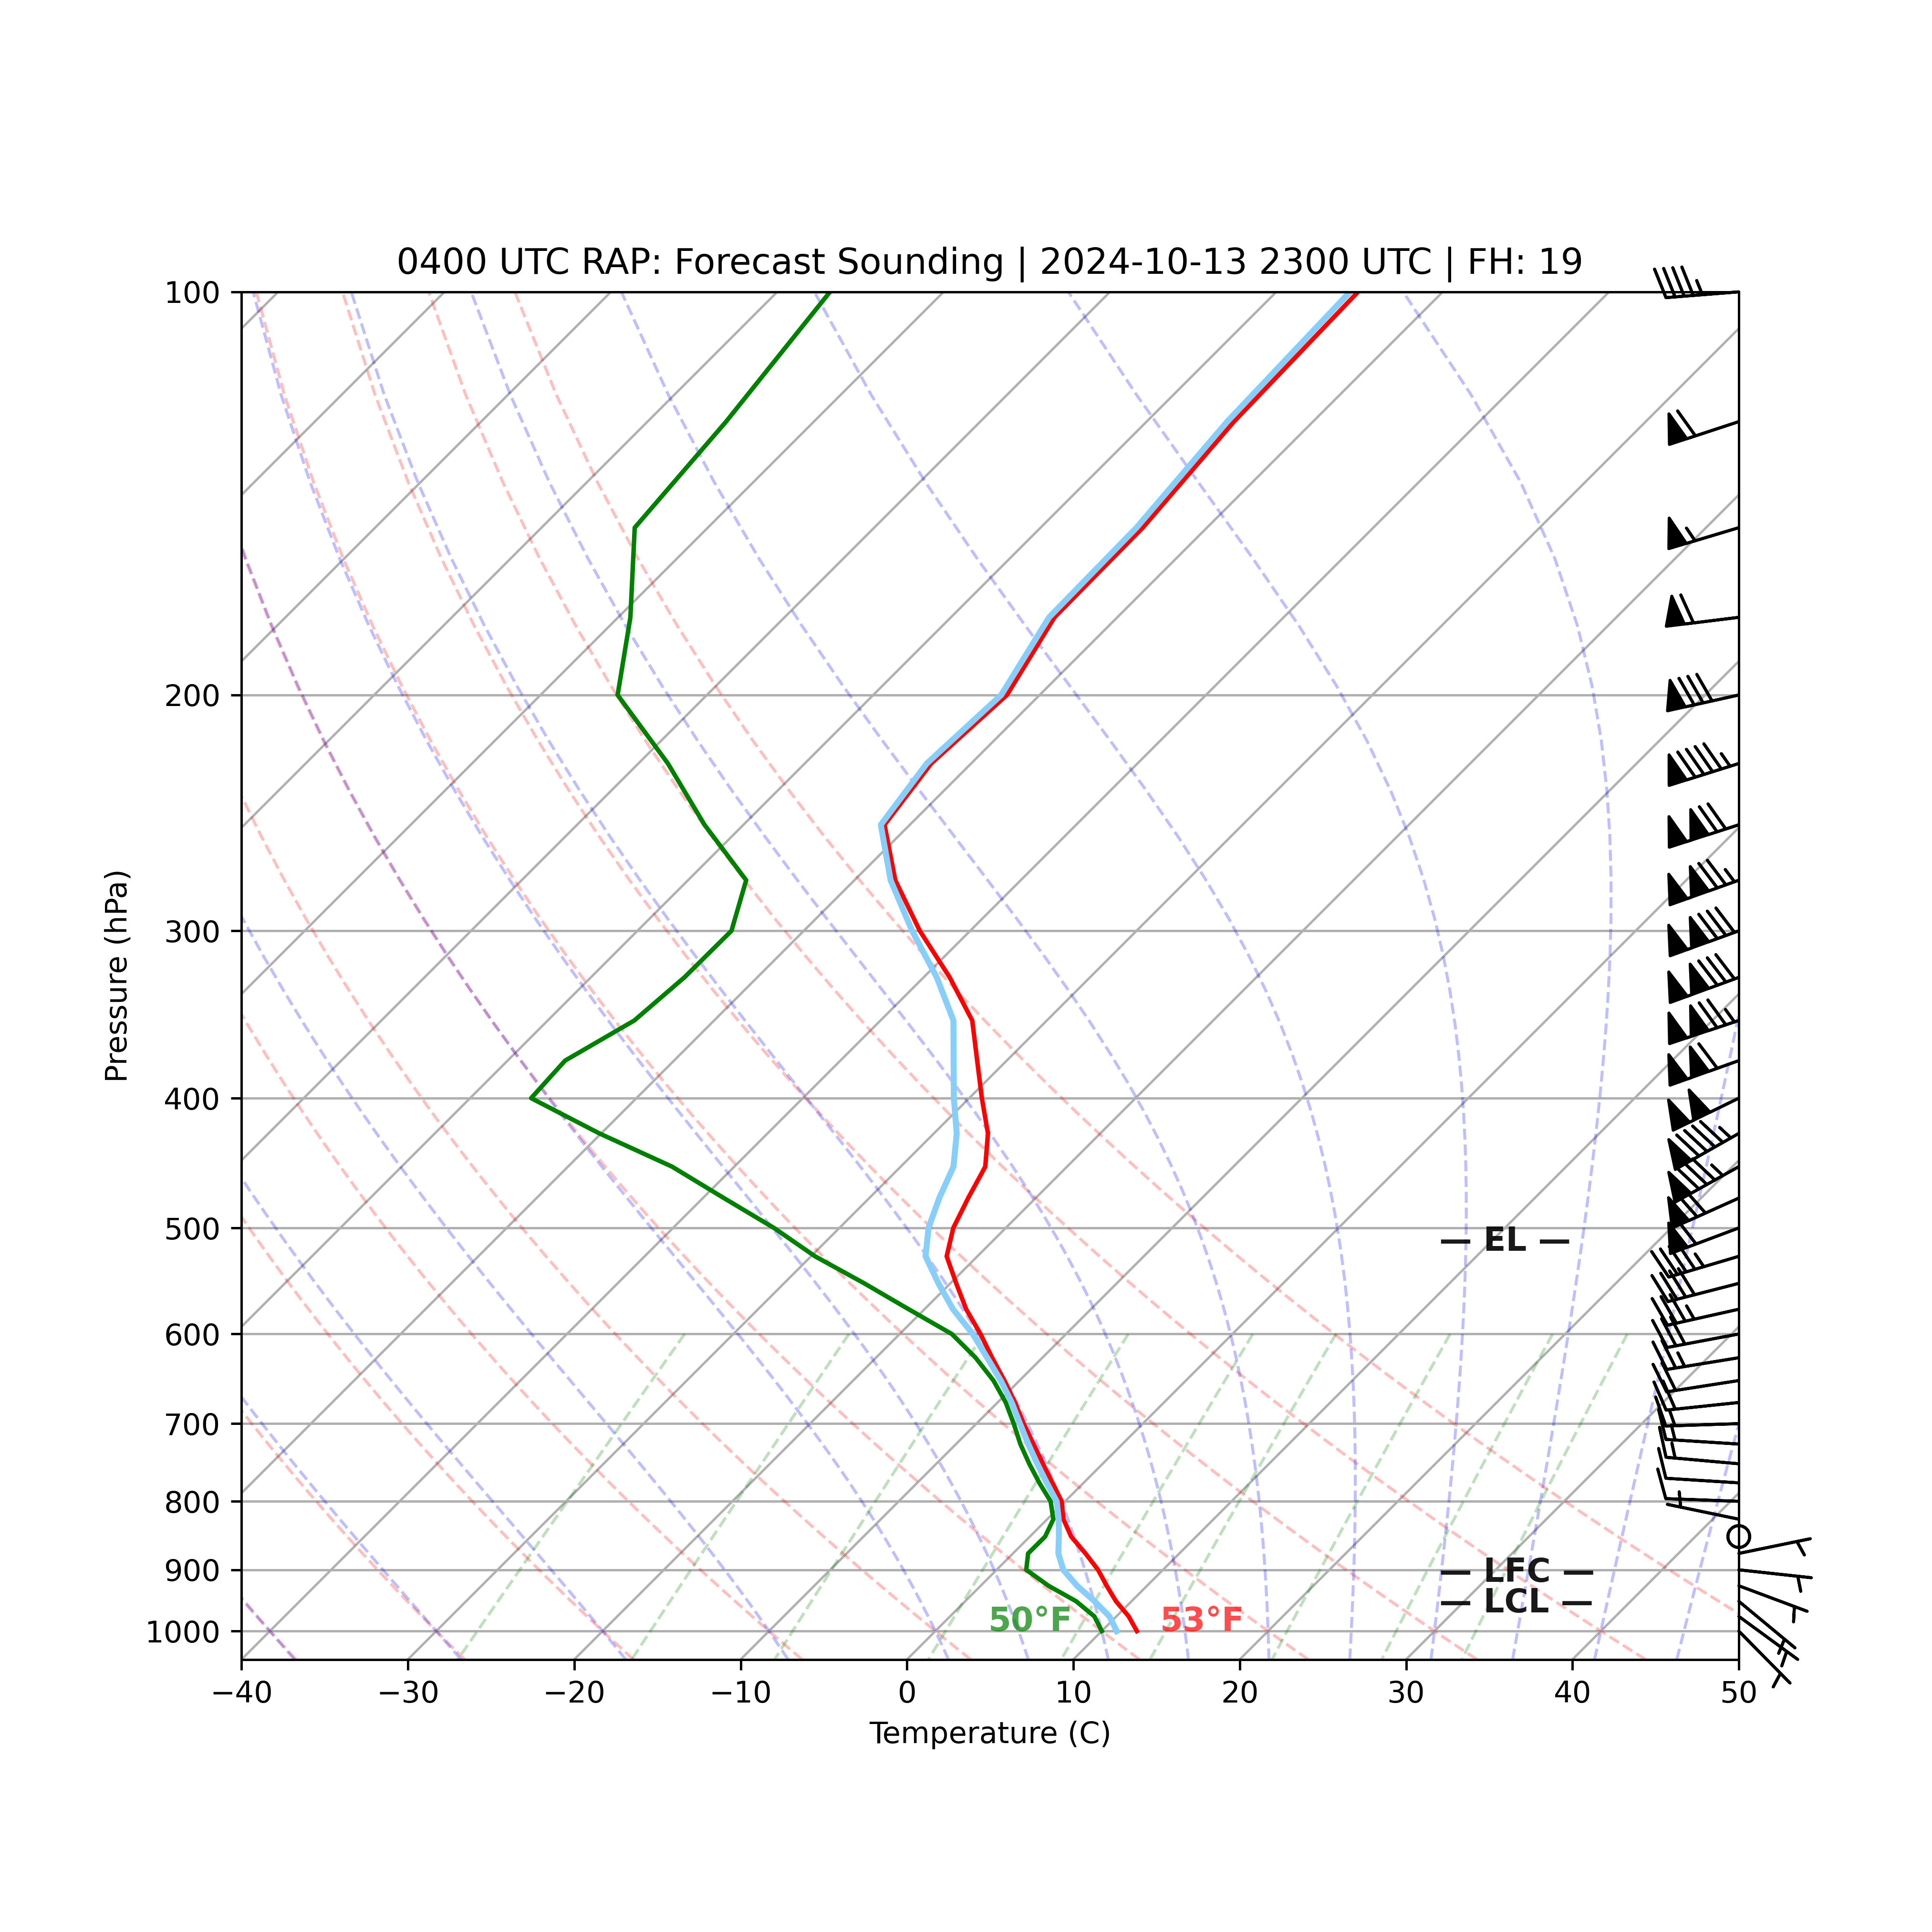 0400 UTC RAP: Forecast Sounding | 2024-10-13 2300 UTC | FH: 19
100
200
300
400
500
600
700
800
900
1000
Pressure (hPa)
— EL —
— LFC —
— LCL —
50°F 53°F
−40 −30 −20 −10 0 10 20 30 40 50
Temperature (C)